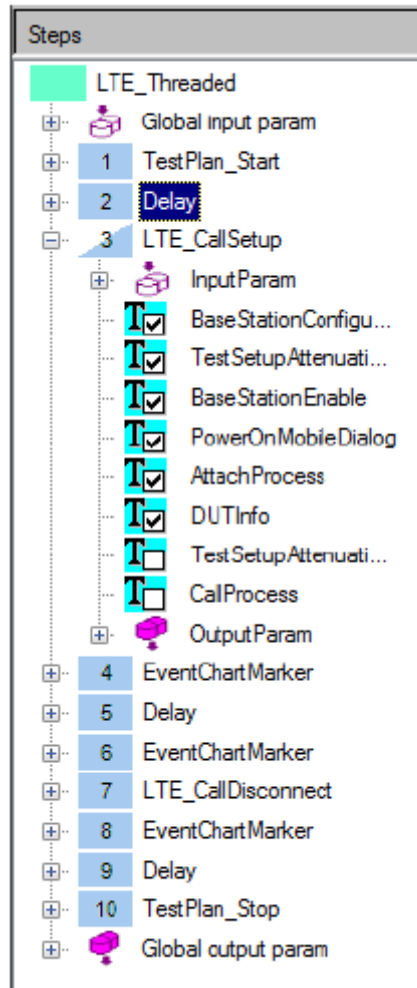 Steps
LTE_Threaded
Global input param
1 TestPlan_Start
2 Delay
3 LTE_CallSetup
InputParam
T BaseStationConfigu...
T TestSetupAttenuati...
T BaseStationEnable
T PowerOnMobileDialog
T AttachProcess
T DUTInfo
T TestSetupAttenuati...
T CallProcess
OutputParam
4 EventChartMarker
5 Delay
6 EventChartMarker
7 LTE_CallDisconnect
8 EventChartMarker
9 Delay
10 TestPlan_Stop
Global output param